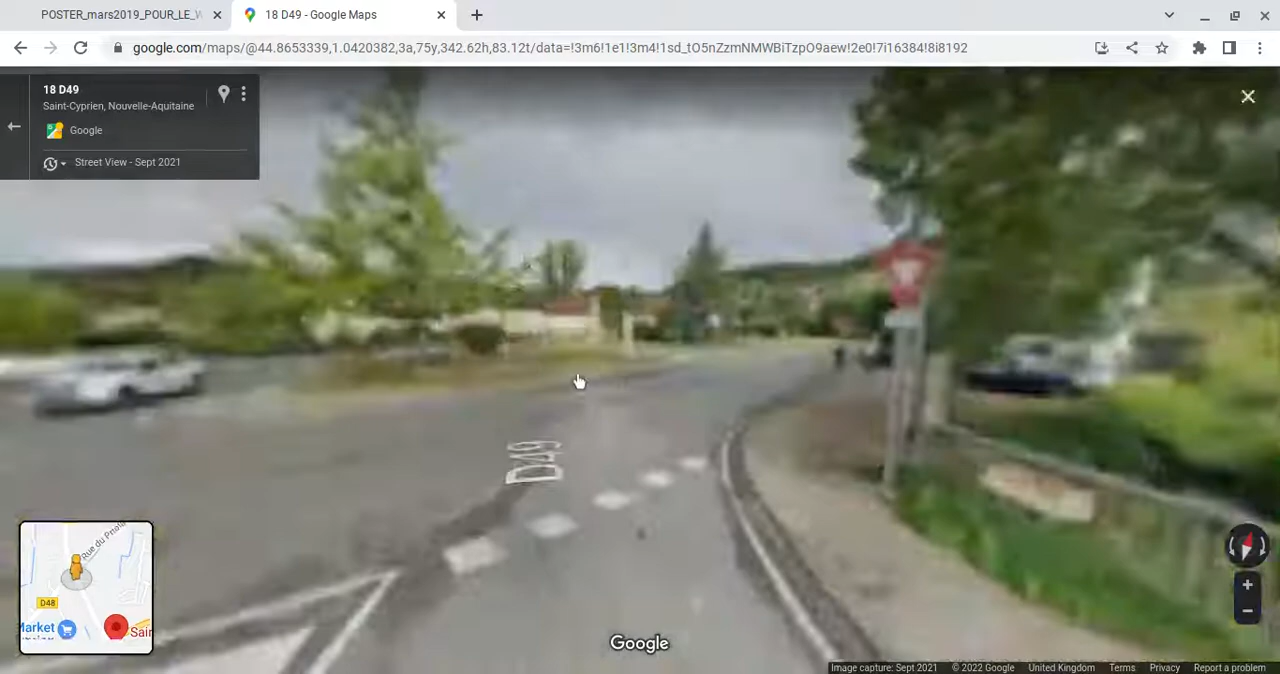 POSTER_mars2019_POUR_LE_W
18 D49 - Google Maps
google.com/maps/@44.8653339,1.0420382,3a,75y,342.62h,83.12t/data=!3m6!1e1!3m4!1sd_tO5nZzmNMWBiTzpO9aew!2e0!7i16384!8i8192
18 D49
Saint-Cyprien, Nouvelle-Aquitaine
Google
Street View - Sept 2021
D49
Rue du Priola
D48
Market
Sair
Google
Image capture: Sept 2021 © 2022 Google United Kingdom Terms Privacy Report a problem